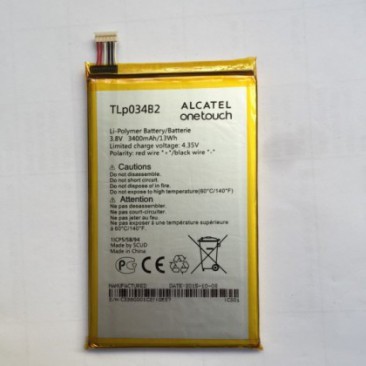 TLp034B2
ALCATEL
onetouch
Li-Polymer Battery/Batterie
3.8V 3400mAh/13Wh
Limited charge voltage: 4.35V
Polarity: red wire "+"/black wire "-"
Cautions
Do not disassemble.
Do not short circuit.
Do not dispose of in fire.
Do not expose to high temperature(60°C/140°F)
Attention
Ne pas desassembler.
Ne pas court-circuiter.
Ne pas jeter au feu.
Ne pas exposer à une température supérieure
à 60°C/140°F.
Made by SCUD
Made in China